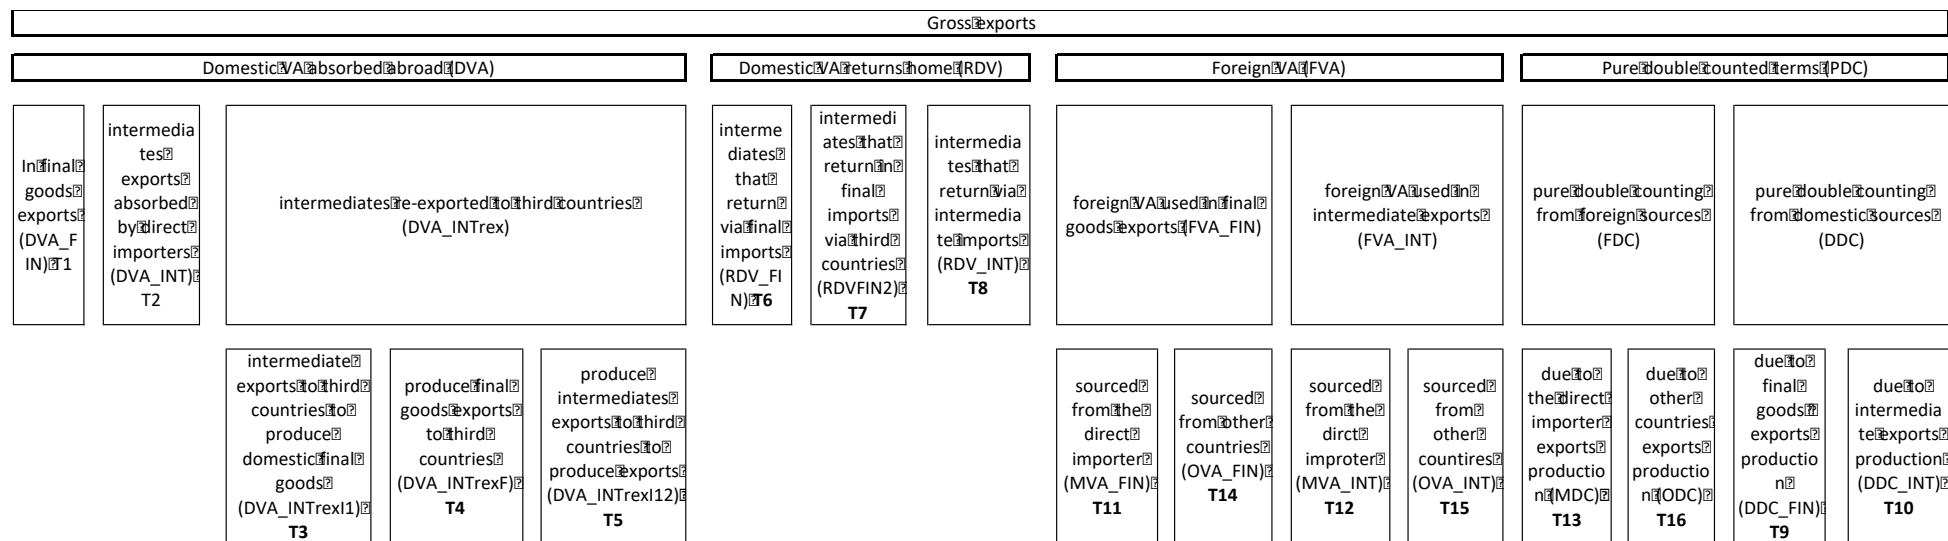 Gross exports
Domestic VA absorbed abroad (DVA)
Domestic VA returns home (RDV)
Foreign VA (FVA)
Pure double counted terms (PDC)
In final
goods
exports
(DVA_F
IN) T1
intermedia
tes
exports
absorbed
by direct
importers
(DVA_INT)
T2
intermediates re-exported to third countries
(DVA_INTrex)
interme
diates
that
return
via final
imports
(RDV_FI
N) T6
intermedi
ates that
return in
final
imports
via third
countries
(RDVFIN2)
T7
intermedia
tes that
return via
intermedia
te imports
(RDV_INT)
T8
foreign VA used in final
goods exports (FVA_FIN)
foreign VA used in
intermediate exports
(FVA_INT)
pure double counting
from foreign sources
(FDC)
pure double counting
from domestic sources
(DDC)
intermediate
exports to third
countries to
produce
domestic final
goods
(DVA_INTrexI1)
T3
produce final
goods exports
to third
countries
(DVA_INTrexF)
T4
produce
intermediates
exports to third
countries to
produce exports
(DVA_INTrexI12)
T5
sourced
from the
direct
importer
(MVA_FIN)
T11
sourced
from other
countries
(OVA_FIN)
T14
sourced
from the
dirct
improter
(MVA_INT)
T12
sourced
from
other
countires
(OVA_INT)
T15
due to
the direct
importer
exports
productio
n (MDC)
T13
due to
other
countries
exports
productio
n (ODC)
T16
due to
final
goods
exports
productio
n
(DDC_FIN)
T9
due to
intermedia
te exports
production
(DDC_INT)
T10